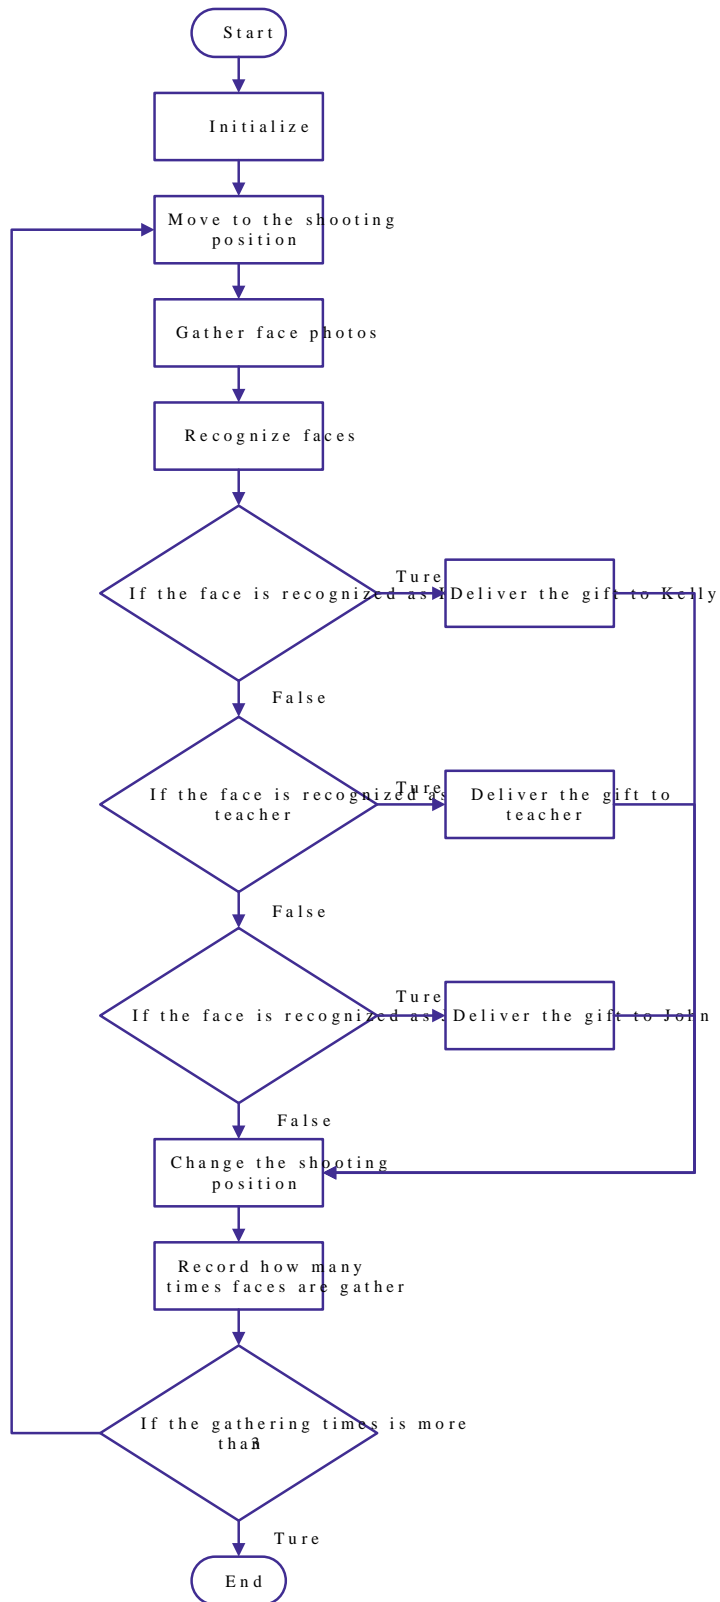 Start
Initialize
Move to the shooting
position
Gather face photos
Recognize faces
If the face is recognized as
Ture
Deliver the gift to Kelly
False
If the face is recognized as
teacher
Ture
Deliver the gift to
teacher
False
If the face is recognized as
Ture
Deliver the gift to John
False
Change the shooting
position
Record how many
times faces are gather
If the gathering times is more
than 3
Ture
End